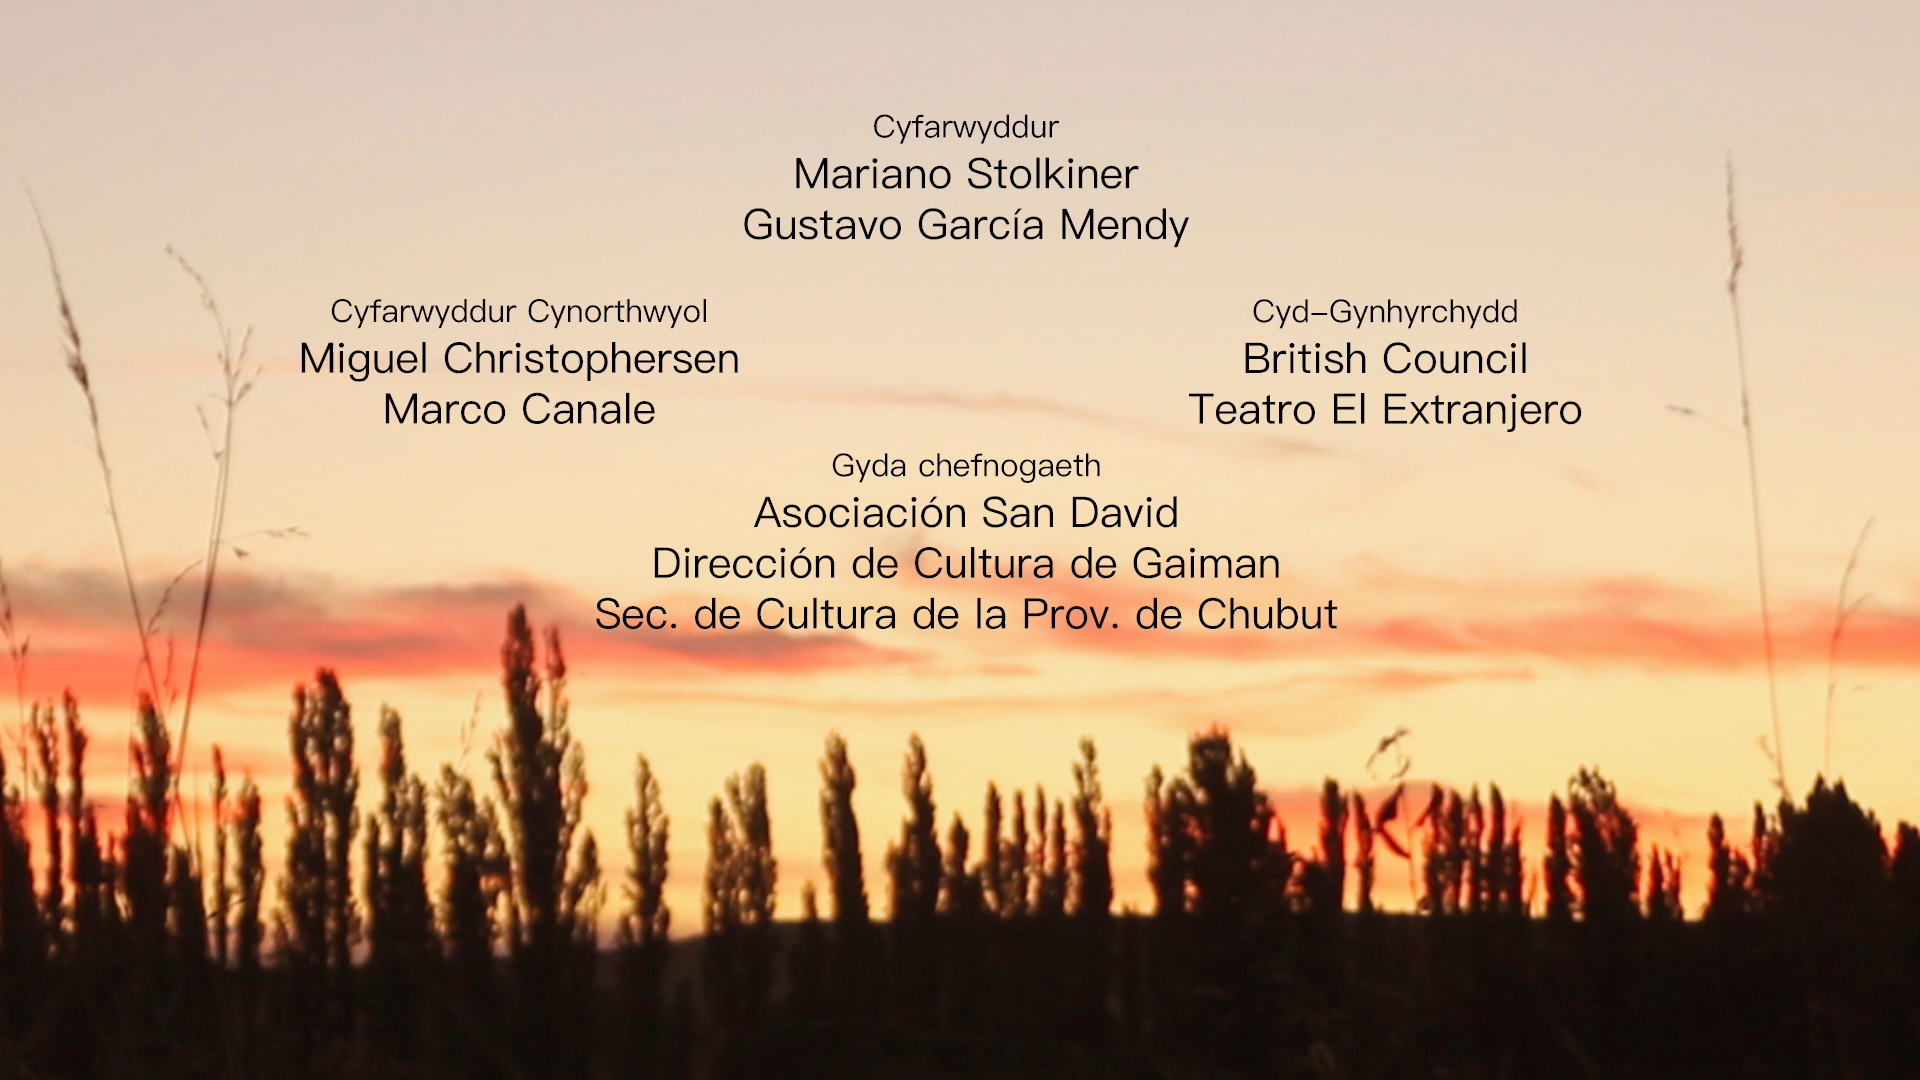 Cyfarwyddur
Mariano Stolkiner
Gustavo García Mendy
Cyfarwyddur Cynorthwyol
Miguel Christophersen
Marco Canale
Cyd-Gynhyrchydd
British Council
Teatro El Extranjero
Gyda chefnogaeth
Asociación San David
Dirección de Cultura de Gaiman
Sec. de Cultura de la Prov. de Chubut